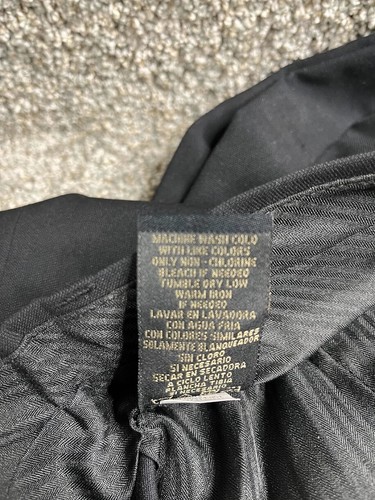 MACHINE WASH COLD
WITH LIKE COLORS
ONLY NON - CHLORINE
BLEACH IF NEEDED
TUMBLE DRY LOW
WARM IRON
IF NEEDED
LAVAR EN LAVADORA
CON AGUA FRIA
CON COLORES SIMILARES
SOLAMENTE BLANQUEADOR
SIN CLORO
SI NECESARIO
SECAR EN SECADORA
A CICLO LENTO
PLANCHA TIBIA